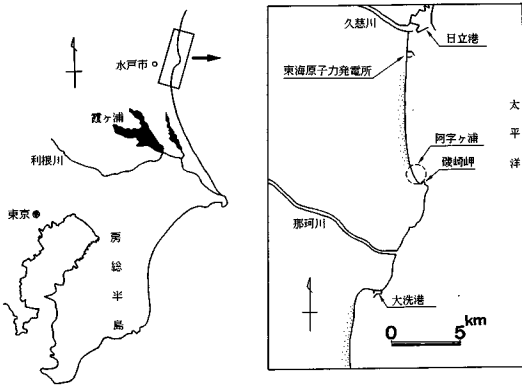 水戸市
霞ヶ浦
利根川
東京
房総半島
久慈川
日立港
東海原子力発電所
太平洋
阿字ヶ浦
磯崎岬
那珂川
大洗港
0 5 km